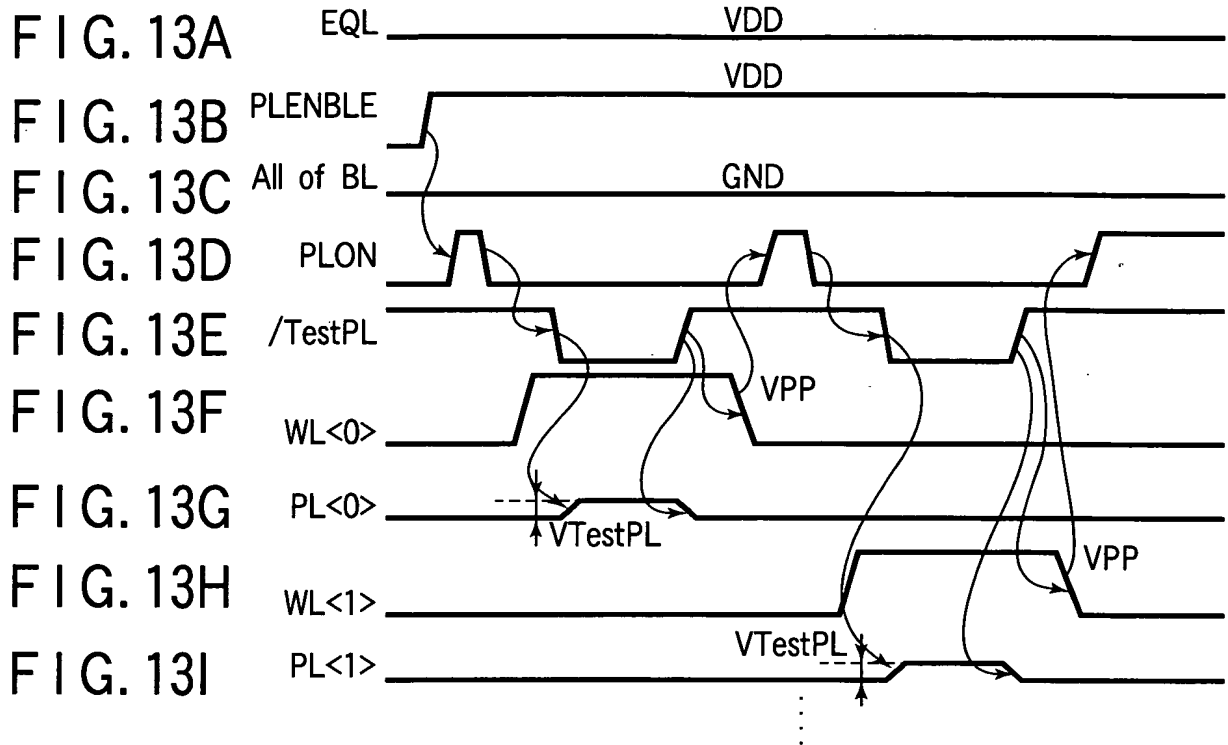 FIG. 13A EQL VDD
FIG. 13B PLENBLE VDD
FIG. 13C All of BL GND
FIG. 13D PLON
FIG. 13E /TestPL
FIG. 13F WL<0> VPP
FIG. 13G PL<0> VTestPL
FIG. 13H WL<1> VPP
FIG. 13I PL<1> VTestPL